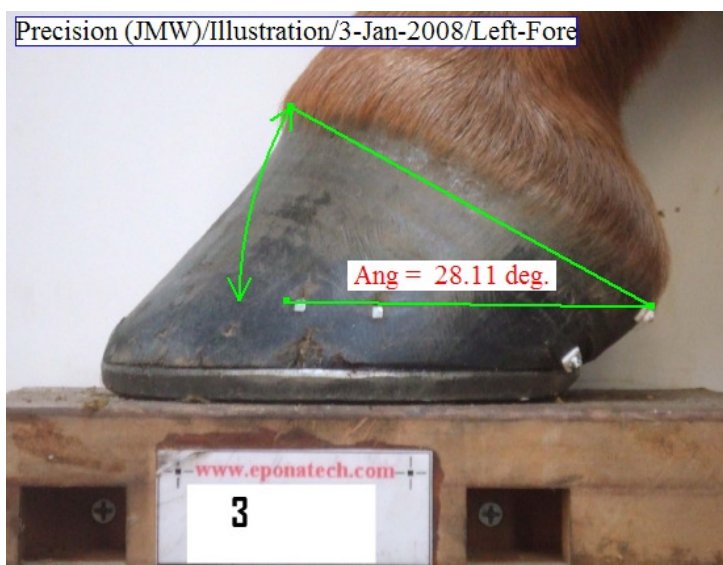 Precision (JMW)/Illustration/3-Jan-2008/Left-Fore
Ang = 28.11 deg.
www.eponatech.com
3